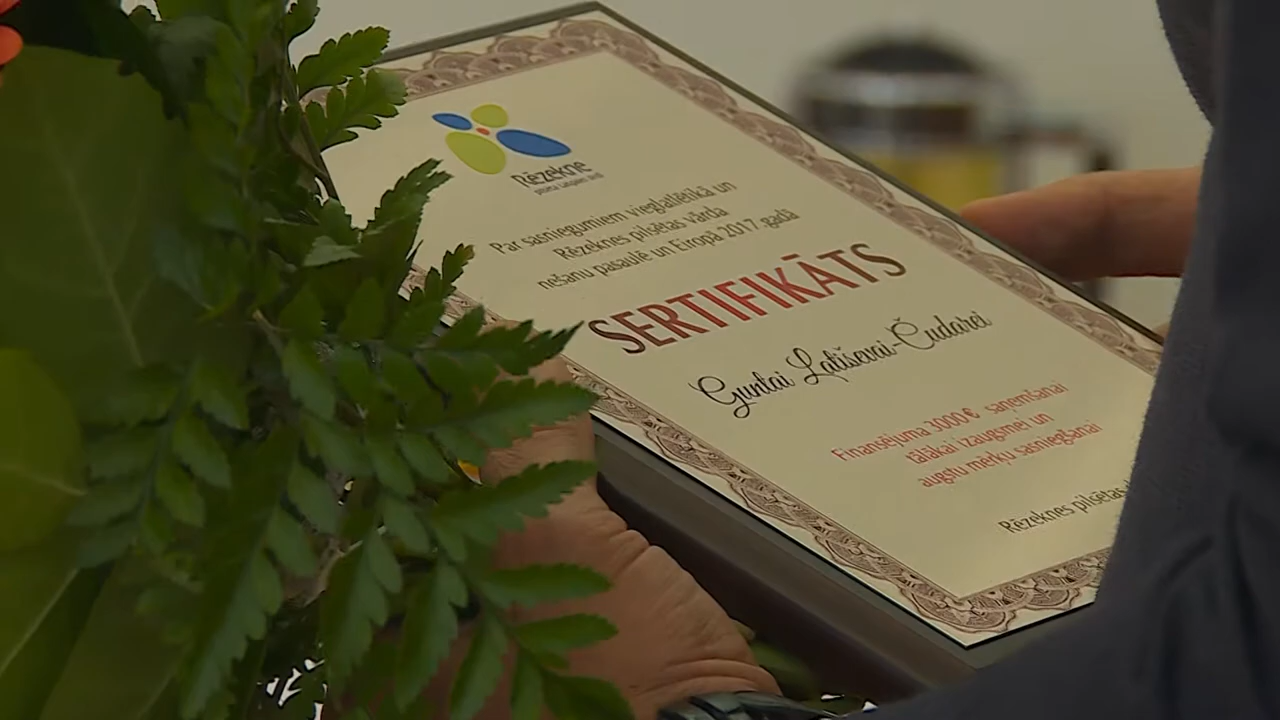 Rēzekne
Par sasniegumiem vieglatlētikā un
Rēzeknes pilsētas vārda
nešanu pasaulē un Eiropā 2017. gadā
SERTIFIKĀTS
Guntai Latiševai-Čudarei
Finansējuma 3000 € saņemšanai
tālākai izaugsmei un
augstu mērķu sasniegšanai
Rēzeknes pilsētas